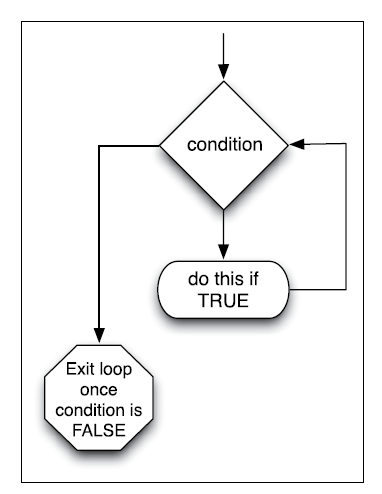 condition
do this if
TRUE
Exit loop
once
condition is
FALSE